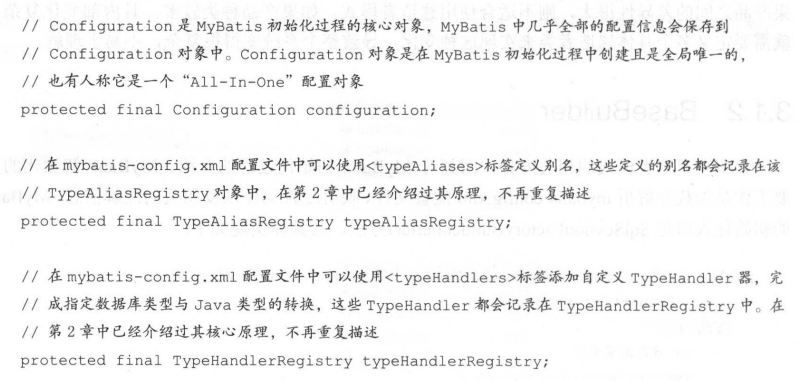 // Configuration 是 MyBatis 初始化过程的核心对象，MyBatis 中几乎全部的配置信息会保存到
// Configuration 对象中。Configuration 对象是在 MyBatis 初始化过程中创建且是全局唯一的，
// 也有人称它是一个“All-In-One”配置对象
protected final Configuration configuration;
// 在 mybatis-config.xml 配置文件中可以使用<typeAliases>标签定义别名，这些定义的别名都会记录在该
// TypeAliasRegistry 对象中，在第 2 章中已经介绍过其原理，不再重复描述
protected final TypeAliasRegistry typeAliasRegistry;
// 在 mybatis-config.xml 配置文件中可以使用<typeHandlers>标签添加自定义 TypeHandler 器，完
// 成指定数据库类型与 Java 类型的转换，这些 TypeHandler 都会记录在 TypeHandlerRegistry 中。在
// 第 2 章中已经介绍过其核心原理，不再重复描述
protected final TypeHandlerRegistry typeHandlerRegistry;
3.1.2 BaseBuilder